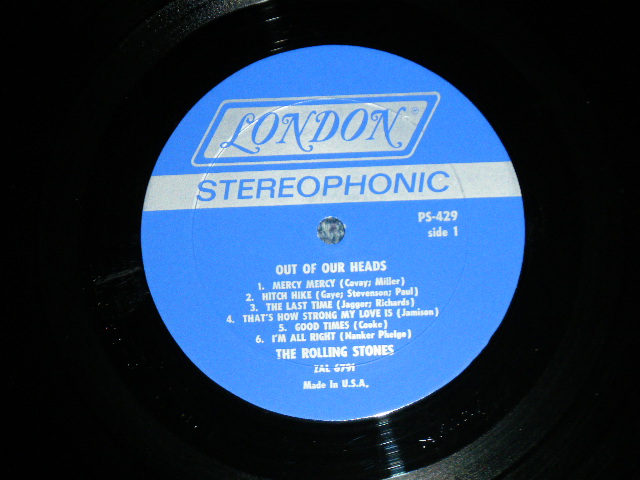 LONDON®
STEREOPHONIC
PS-429
side 1
OUT OF OUR HEADS
1. MERCY MERCY (Covay; Miller)
2. HITCH HIKE (Gaye; Stevenson; Paul)
3. THE LAST TIME (Jagger; Richards)
4. THAT'S HOW STRONG MY LOVE IS (Jamison)
5. GOOD TIMES (Cooke)
6. I'M ALL RIGHT (Nanker Phelge)
THE ROLLING STONES
ZAL 6791
Made in U.S.A.